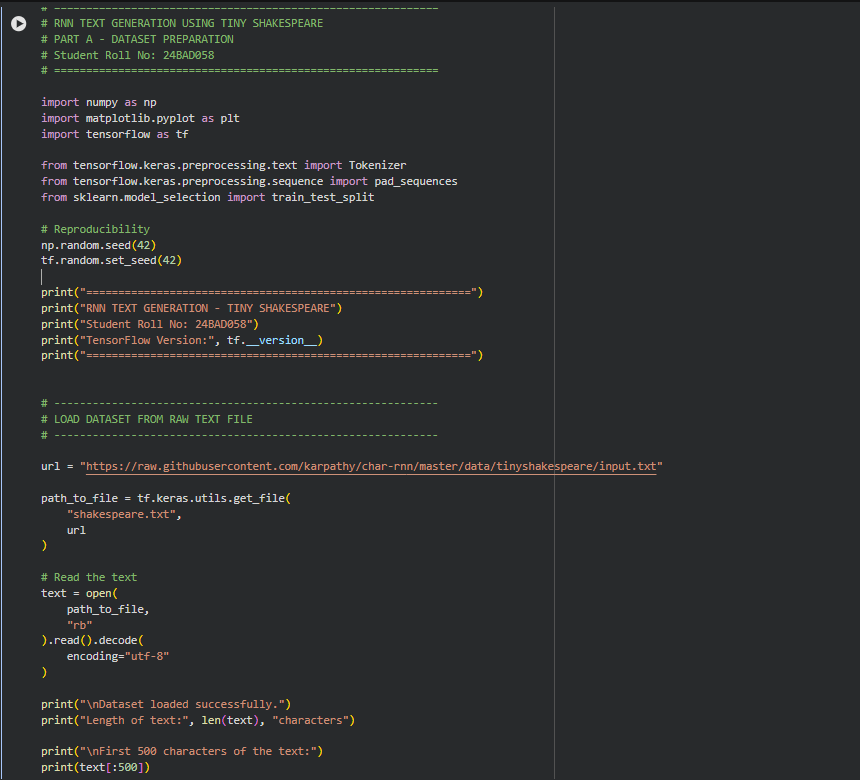 # ------------------------------------------------------------
# RNN TEXT GENERATION USING TINY SHAKESPEARE
# PART A - DATASET PREPARATION
# Student Roll No: 24BAD058
# ============================================================
import numpy as np
import matplotlib.pyplot as plt
import tensorflow as tf
from tensorflow.keras.preprocessing.text import Tokenizer
from tensorflow.keras.preprocessing.sequence import pad_sequences
from sklearn.model_selection import train_test_split
# Reproducibility
np.random.seed(42)
tf.random.set_seed(42)
print("============================================================")
print("RNN TEXT GENERATION - TINY SHAKESPEARE")
print("Student Roll No: 24BAD058")
print("TensorFlow Version:", tf.__version__)
print("============================================================")
# ------------------------------------------------------------
# LOAD DATASET FROM RAW TEXT FILE
# ------------------------------------------------------------
url = "https://raw.githubusercontent.com/karpathy/char-rnn/master/data/tinyshakespeare/input.txt"
path_to_file = tf.keras.utils.get_file(
    "shakespeare.txt",
    url
)
# Read the text
text = open(
    path_to_file,
    "rb"
).read().decode(
    encoding="utf-8"
)
print("\nDataset loaded successfully.")
print("Length of text:", len(text), "characters")
print("\nFirst 500 characters of the text:")
print(text[:500])